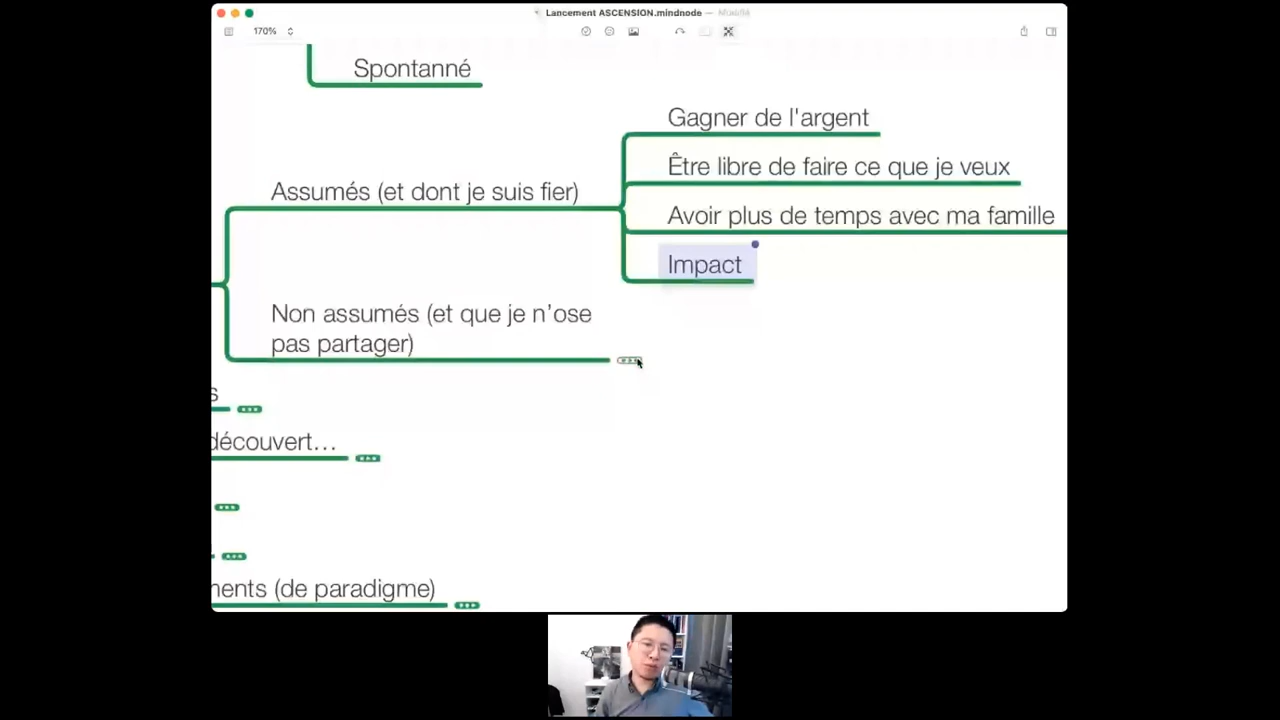 Lancement ASCENSION.mindnode — Modifié
170%
Spontanné
Gagner de l'argent
Être libre de faire ce que je veux
Assumés (et dont je suis fier)
Avoir plus de temps avec ma famille
Impact
Non assumés (et que je n'ose
pas partager)
s
découvert...
ments (de paradigme)